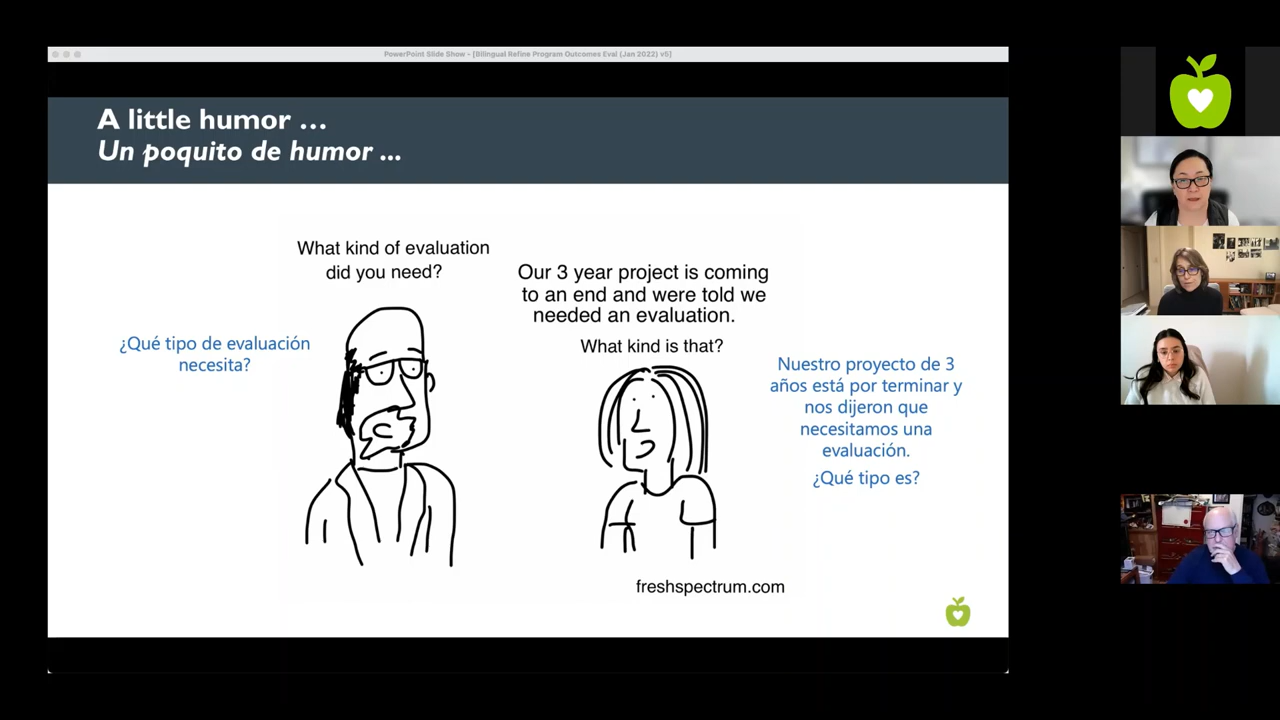 PowerPoint Slide Show - [Bilingual Refine Program Outcomes Eval (Jan 2022) v5]
A little humor ...
Un poquito de humor ...
What kind of evaluation
did you need?
¿Qué tipo de evaluación
necesita?
Our 3 year project is coming
to an end and were told we
needed an evaluation.
What kind is that?
Nuestro proyecto de 3
años está por terminar y
nos dijeron que
necesitamos una
evaluación.
¿Qué tipo es?
freshspectrum.com